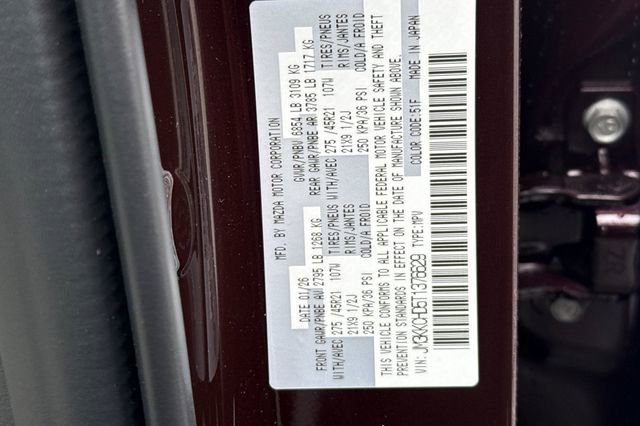 MFD. BY MAZDA MOTOR CORPORATION
DATE 01/26 GVWR/PNBV 6854 LB 3109 KG
FRONT GAWR/PNBE AV 2795 LB 1268 KG REAR GAWR/PNBE AR 3785 LB 1717 KG
WITH/AVEC 275 /45R21 107W TIRES/PNEUS WITH/AVEC 275 /45R21 107W TIRES/PNEUS
21X9 1/2J RIMS/JANTES 21X9 1/2J RIMS/JANTES
250 KPA/36 PSI COLD/A FROID 250 KPA/36 PSI COLD/A FROID
THIS VEHICLE CONFORMS TO ALL APPLICABLE FEDERAL MOTOR VEHICLE SAFETY AND THEFT
PREVENTION STANDARDS IN EFFECT ON THE DATE OF MANUFACTURE SHOWN ABOVE.
VIN: JM3KKCHD5T1376629 TYPE:MPV COLOR CODE:51F MADE IN JAPAN